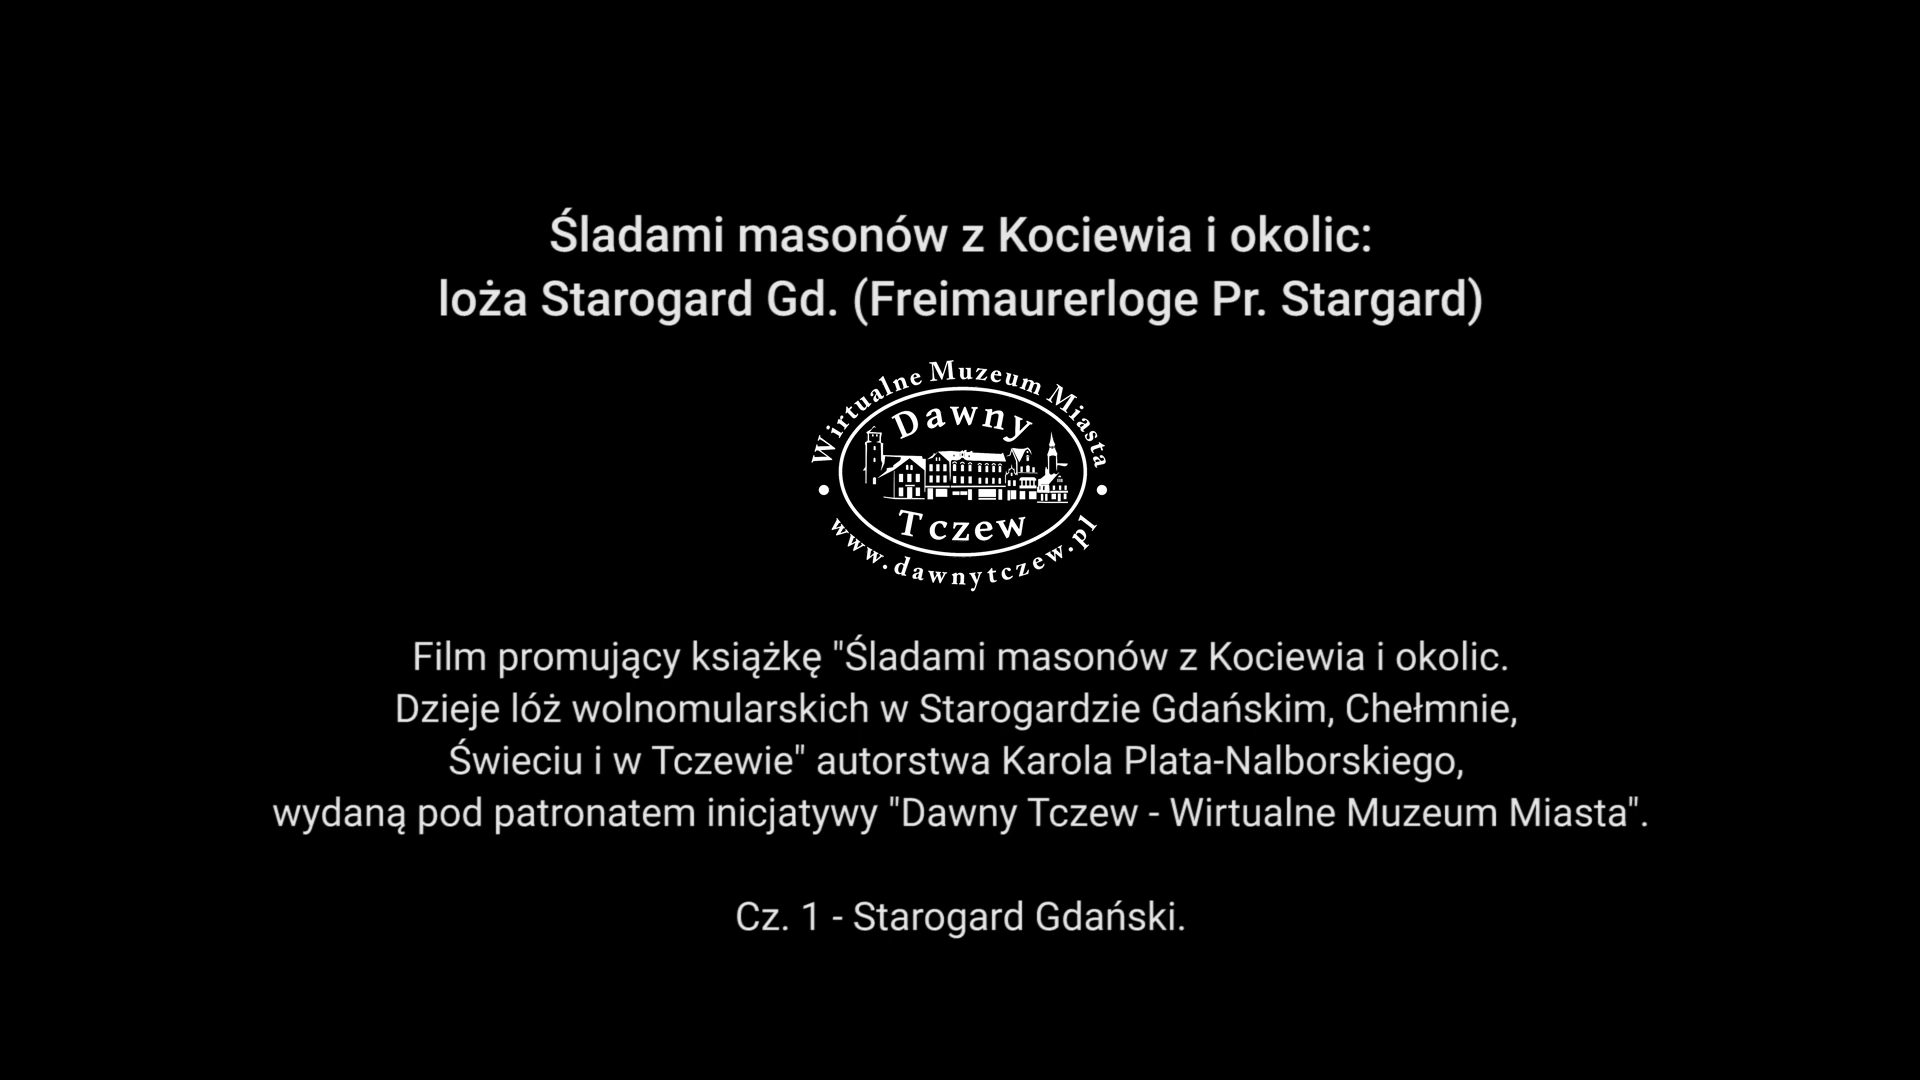 Śladami masonów z Kociewia i okolic:
loża Starogard Gd. (Freimaurerloge Pr. Stargard)
Wirtualne Muzeum Miasta
Dawny
Tczew
www.dawnytczew.pl
Film promujący książkę "Śladami masonów z Kociewia i okolic.
Dzieje lóż wolnomularskich w Starogardzie Gdańskim, Chełmnie,
Świeciu i w Tczewie" autorstwa Karola Plata-Nalborskiego,
wydaną pod patronatem inicjatywy "Dawny Tczew - Wirtualne Muzeum Miasta".
Cz. 1 - Starogard Gdański.